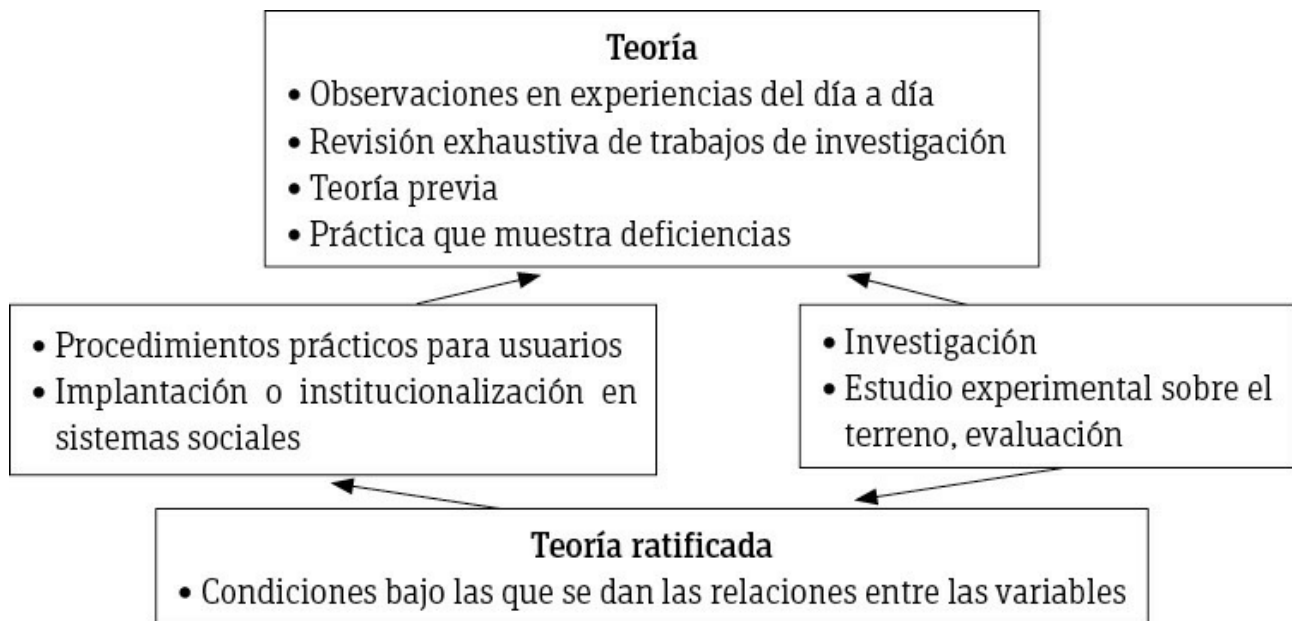 Teoría
• Observaciones en experiencias del día a día
• Revisión exhaustiva de trabajos de investigación
• Teoría previa
• Práctica que muestra deficiencias
• Procedimientos prácticos para usuarios
• Implantación o institucionalización en
sistemas sociales
• Investigación
• Estudio experimental sobre el
terreno, evaluación
Teoría ratificada
• Condiciones bajo las que se dan las relaciones entre las variables